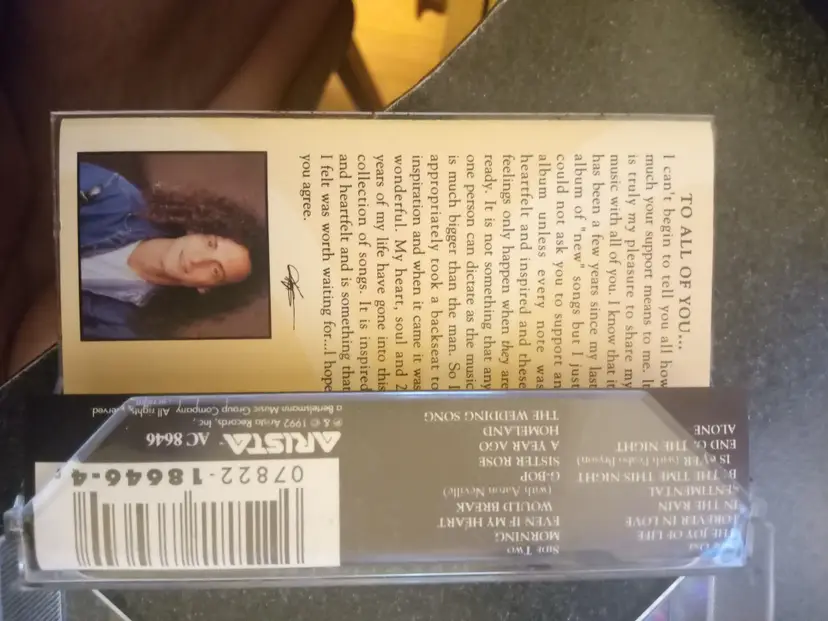 TO ALL OF YOU...
I can't begin to tell you all how
much your support means to me. It
is truly my pleasure to share my
music with all of you. I know that it
has been a few years since my last
album of "new" songs but I just
could not ask you to support an
album unless every note was
heartfelt and inspired and these
feelings only happen when they are
ready. It is not something that any
one person can dictate as the music
is much bigger than the man. So I
appropriately took a backseat to
inspiration and when it came it was
wonderful. My heart, soul and 2
years of my life have gone into this
collection of songs. It is inspired
and heartfelt and is something that
I felt was worth waiting for...I hope
you agree.
THE JOY OF LIFE
FOREVER IN LOVE
IN THE RAIN
SENTIMENTAL
BY THE TIME THIS NIGHT
IS OVER (with Peabo Bryson)
END OF THE NIGHT
ALONE
Side Two
MORNING
EVEN IF MY HEART
WOULD BREAK
(with Aaron Neville)
G-BOP
SISTER ROSE
A YEAR AGO
HOMELAND
THE WEDDING SONG
07822-18646-4
ARISTA AC 8646
℗ & © 1992 Arista Records, Inc.,
a Bertelsmann Music Group Company. All rights reserved